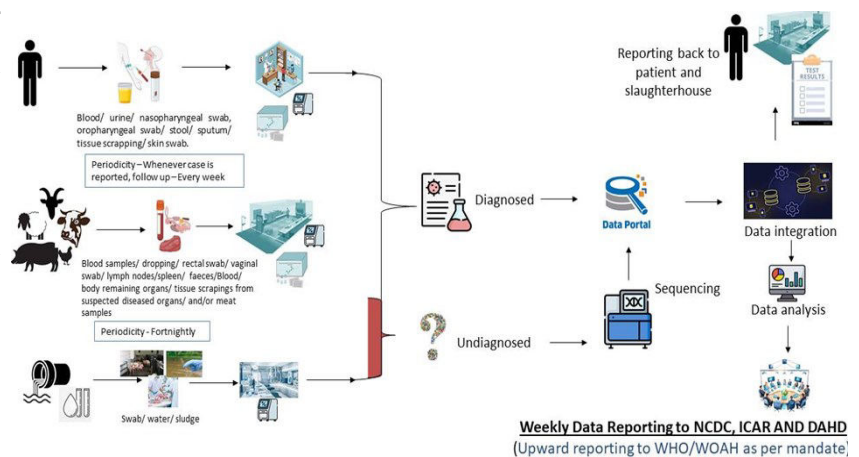 Blood/ urine/ nasopharyngeal swab,
oropharyngeal swab/ stool/ sputum/
tissue scrapping/ skin swab.
Periodicity – Whenever case is
reported, follow up – Every week
Blood samples/ dropping/ rectal swab/ vaginal
swab/ lymph nodes/spleen/ faeces/Blood/
body remaining organs/ tissue scrapings from
suspected diseased organs/ and/or meat
samples
Periodicity - Fortnightly
Swab/ water/ sludge
Diagnosed
Undiagnosed
Data Portal
Sequencing
Reporting back to
patient and
slaughterhouse
TEST
RESULTS
Data integration
Data analysis
Weekly Data Reporting to NCDC, ICAR AND DAHD
(Upward reporting to WHO/WOAH as per mandate)